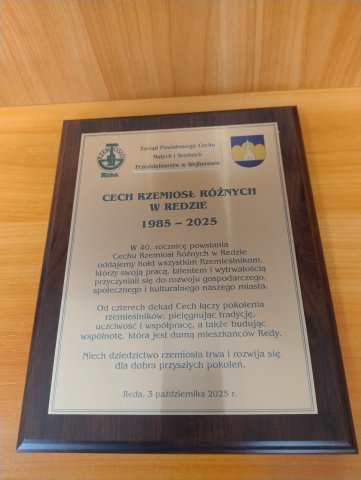 RZEMIOSŁO
REDA
Zarząd Powiatowego Cechu
Małych i Średnich
Przedsiębiorstw w Wejherowie
CECH RZEMIOSŁ RÓŻNYCH
W REDZIE
1985 – 2025
W 40. rocznicę powstania
Cechu Rzemiosł Różnych w Redzie
oddajemy hołd wszystkim Rzemieślnikom,
którzy swoją pracą, talentem i wytrwałością
przyczyniali się do rozwoju gospodarczego,
społecznego i kulturalnego naszego miasta.
Od czterech dekad Cech łączy pokolenia
rzemieślników, pielęgnując tradycję,
uczciwość i współpracę, a także budując
wspólnotę, która jest dumą mieszkańców Redy.
Niech dziedzictwo rzemiosła trwa i rozwija się
dla dobra przyszłych pokoleń.
Reda, 3 października 2025 r.